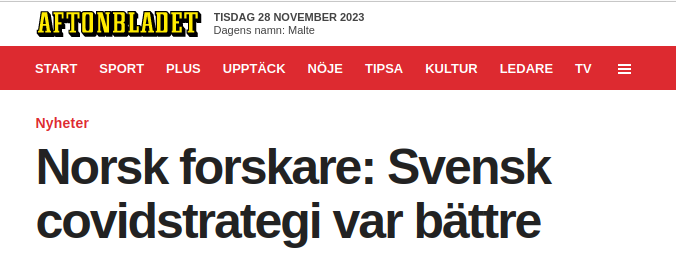 AFTONBLADET
TISDAG 28 NOVEMBER 2023
Dagens namn: Malte
START SPORT PLUS UPPTÄCK NÖJE TIPSA KULTUR LEDARE TV
Nyheter
Norsk forskare: Svensk
covidstrategi var bättre